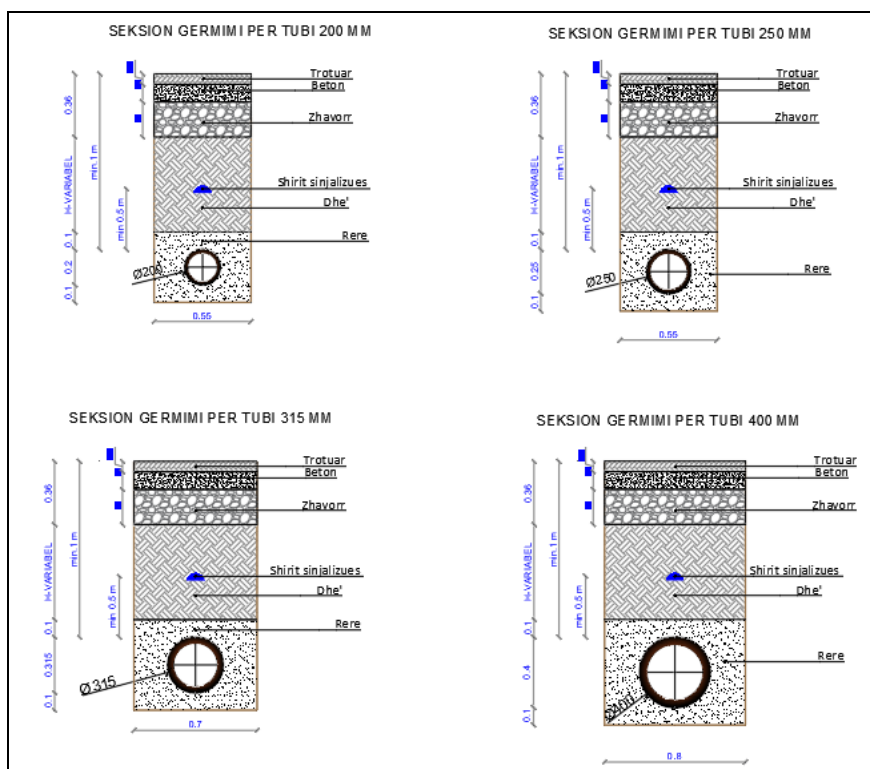 SEKSION GERMIMI PER TUBI 200 MM
Trotuar
Beton
Zhavorr
Shirit sinjalizues
Dhe'
Rere
0.36
H-VARIABEL
0.1
0.2
0.1
min.1 m
min 0.5 m
Ø200
0.55
SEKSION GERMIMI PER TUBI 250 MM
Trotuar
Beton
Zhavorr
Shirit sinjalizues
Dhe'
Rere
0.36
H-VARIABEL
0.1
0.25
0.1
min.1 m
min 0.5 m
Ø250
0.55
SEKSION GERMIMI PER TUBI 315 MM
Trotuar
Beton
Zhavorr
Shirit sinjalizues
Dhe'
Rere
0.36
H-VARIABEL
0.1
0.315
0.1
min.1 m
min 0.5 m
Ø315
0.7
SEKSION GERMIMI PER TUBI 400 MM
Trotuar
Beton
Zhavorr
Shirit sinjalizues
Dhe'
Rere
0.36
H-VARIABEL
0.1
0.4
0.1
min.1 m
min 0.5 m
Ø400
0.8